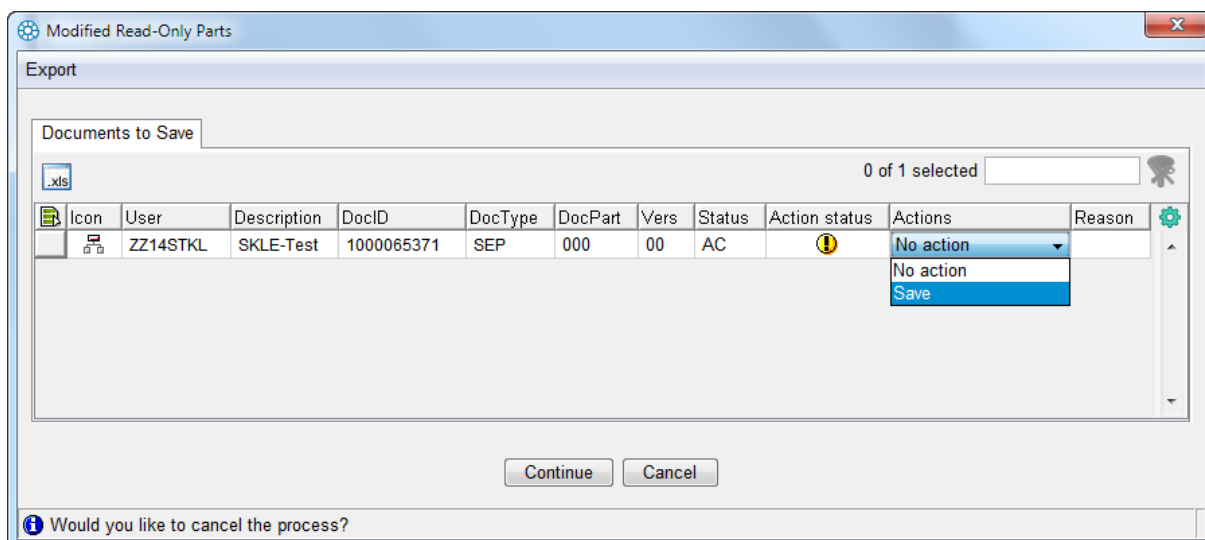 Modified Read-Only Parts
x
Export
Documents to Save
.xls 0 of 1 selected
Icon User Description DocID DocType DocPart Vers Status Action status Actions Reason
ZZ14STKL SKLE-Test 1000065371 SEP 000 00 AC No action
No action
Save
Continue Cancel
Would you like to cancel the process?